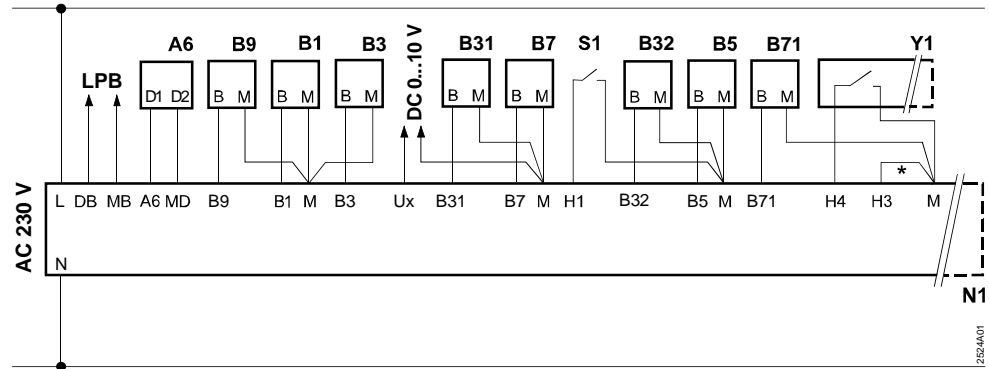 A6 B9 B1 B3 B31 B7 S1 B32 B5 B71 Y1
LPB
DC 0...10 V
D1 D2 B M B M B M B M B M B M B M B M
*
L DB MB A6 MD B9 B1 M B3 Ux B31 B7 M H1 B32 B5 M B71 H4 H3 M
AC 230 V
N
N1
2524A01